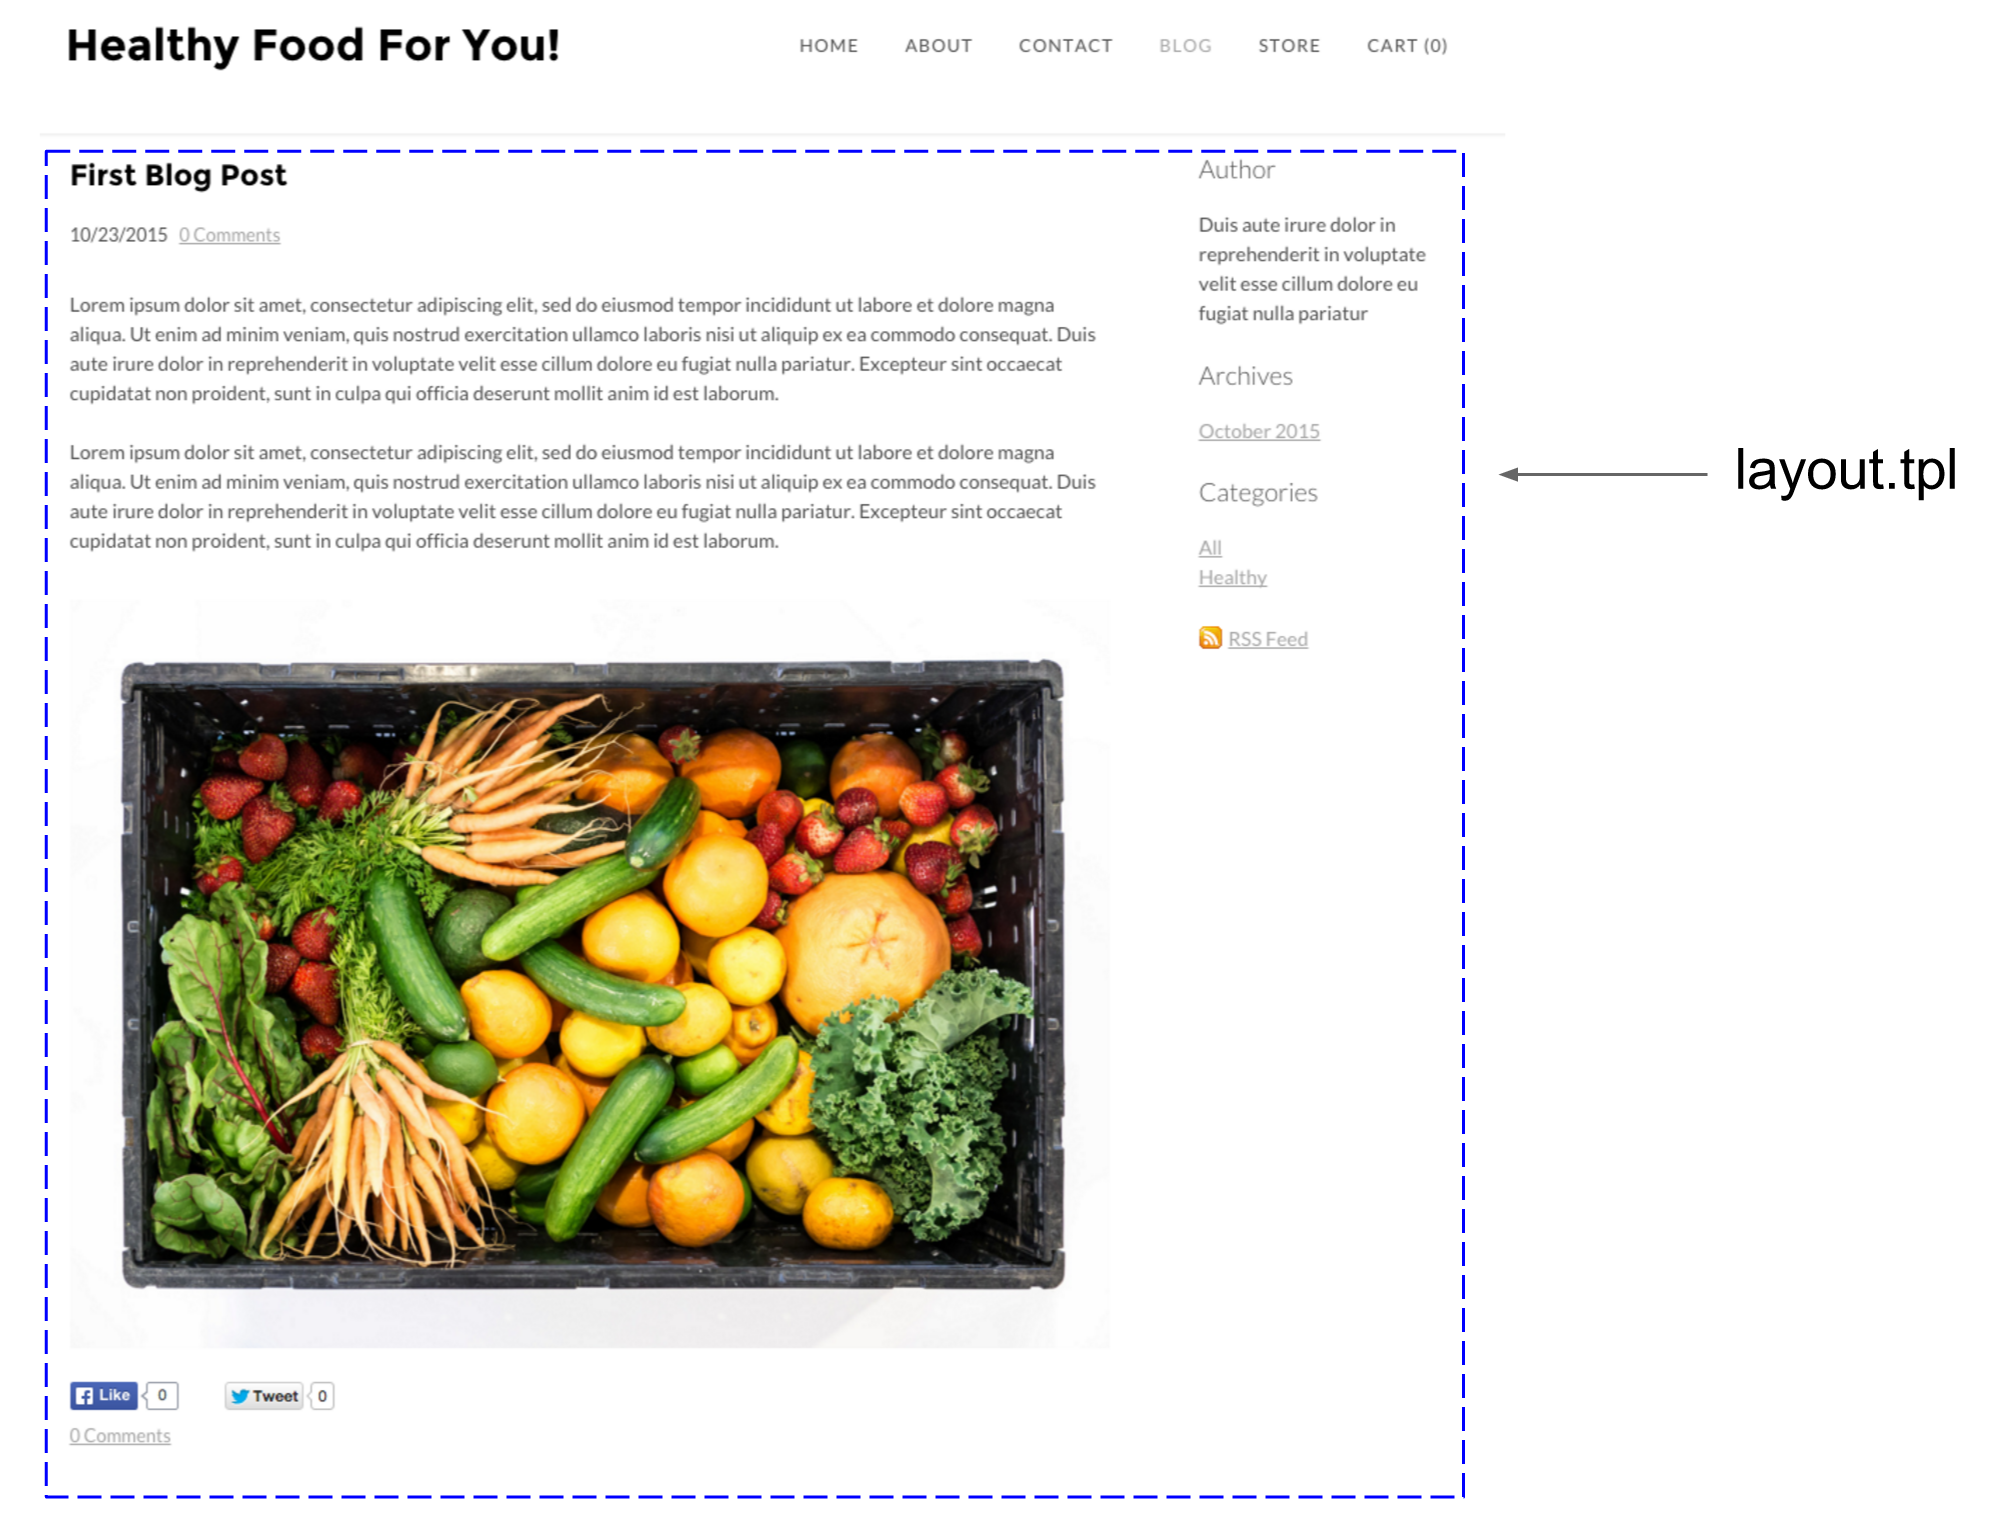 Healthy Food For You!
HOME ABOUT CONTACT BLOG STORE CART (0)
First Blog Post
10/23/2015 0 Comments
Lorem ipsum dolor sit amet, consectetur adipiscing elit, sed do eiusmod tempor incididunt ut labore et dolore magna
aliqua. Ut enim ad minim veniam, quis nostrud exercitation ullamco laboris nisi ut aliquip ex ea commodo consequat. Duis
aute irure dolor in reprehenderit in voluptate velit esse cillum dolore eu fugiat nulla pariatur. Excepteur sint occaecat
cupidatat non proident, sunt in culpa qui officia deserunt mollit anim id est laborum.
Lorem ipsum dolor sit amet, consectetur adipiscing elit, sed do eiusmod tempor incididunt ut labore et dolore magna
aliqua. Ut enim ad minim veniam, quis nostrud exercitation ullamco laboris nisi ut aliquip ex ea commodo consequat. Duis
aute irure dolor in reprehenderit in voluptate velit esse cillum dolore eu fugiat nulla pariatur. Excepteur sint occaecat
cupidatat non proident, sunt in culpa qui officia deserunt mollit anim id est laborum.
Like 0 Tweet 0
0 Comments
Author
Duis aute irure dolor in
reprehenderit in voluptate
velit esse cillum dolore eu
fugiat nulla pariatur
Archives
October 2015
Categories
All
Healthy
RSS Feed
layout.tpl